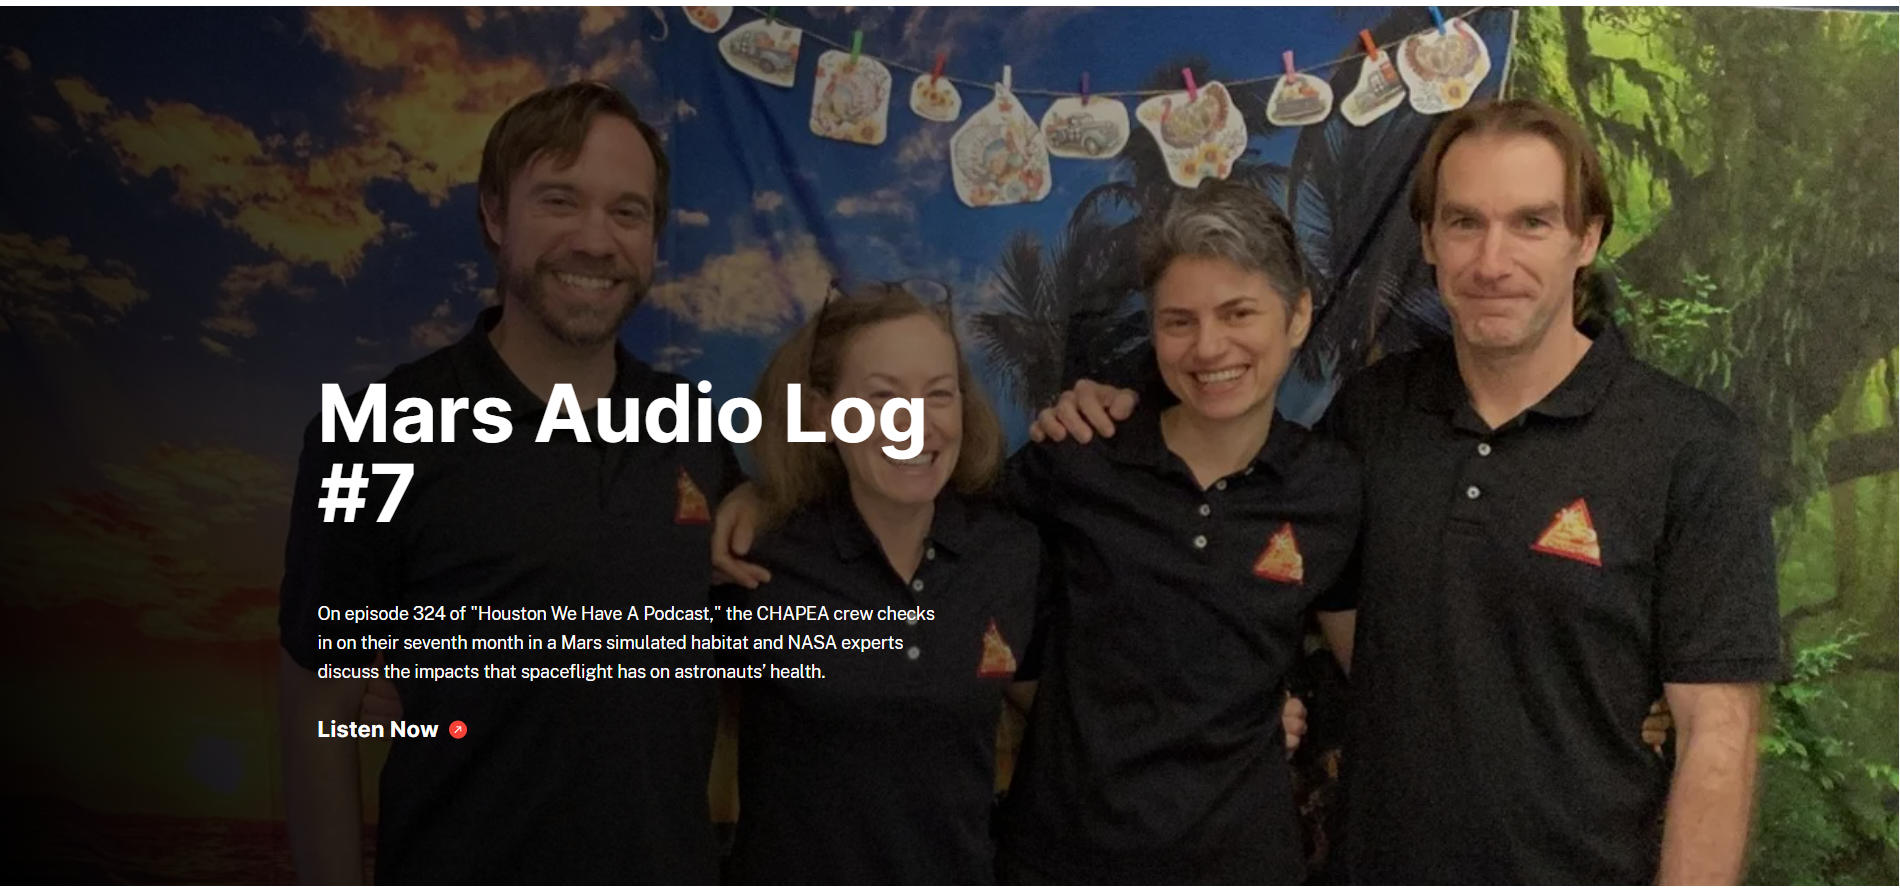 Mars Audio Log
#7
On episode 324 of "Houston We Have A Podcast," the CHAPEA crew checks
in on their seventh month in a Mars simulated habitat and NASA experts
discuss the impacts that spaceflight has on astronauts’ health.
Listen Now